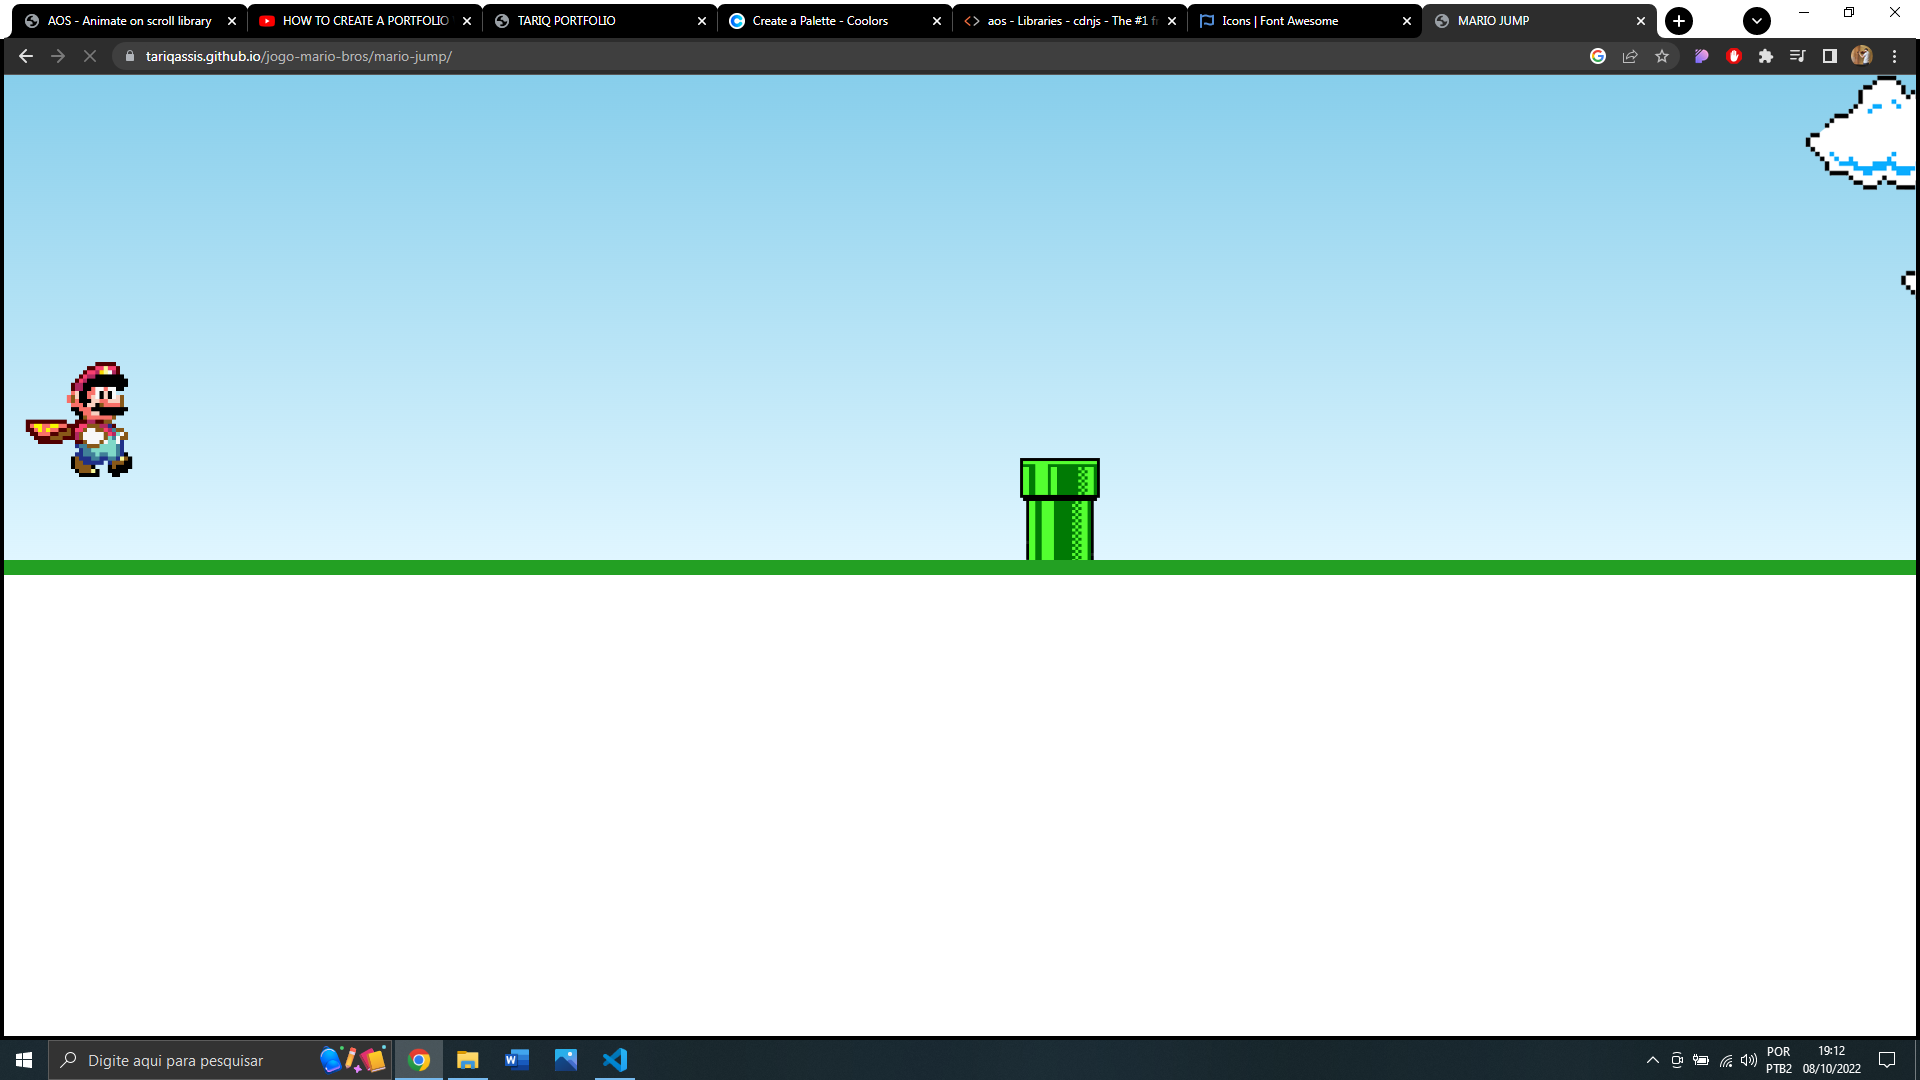 AOS - Animate on scroll library
HOW TO CREATE A PORTFOLIO
TARIQ PORTFOLIO
Create a Palette - Coolors
aos - Libraries - cdnjs - The #1 fr
Icons | Font Awesome
MARIO JUMP
tariqassis.github.io/jogo-mario-bros/mario-jump/
Digite aqui para pesquisar
POR
PTB2
19:12
08/10/2022